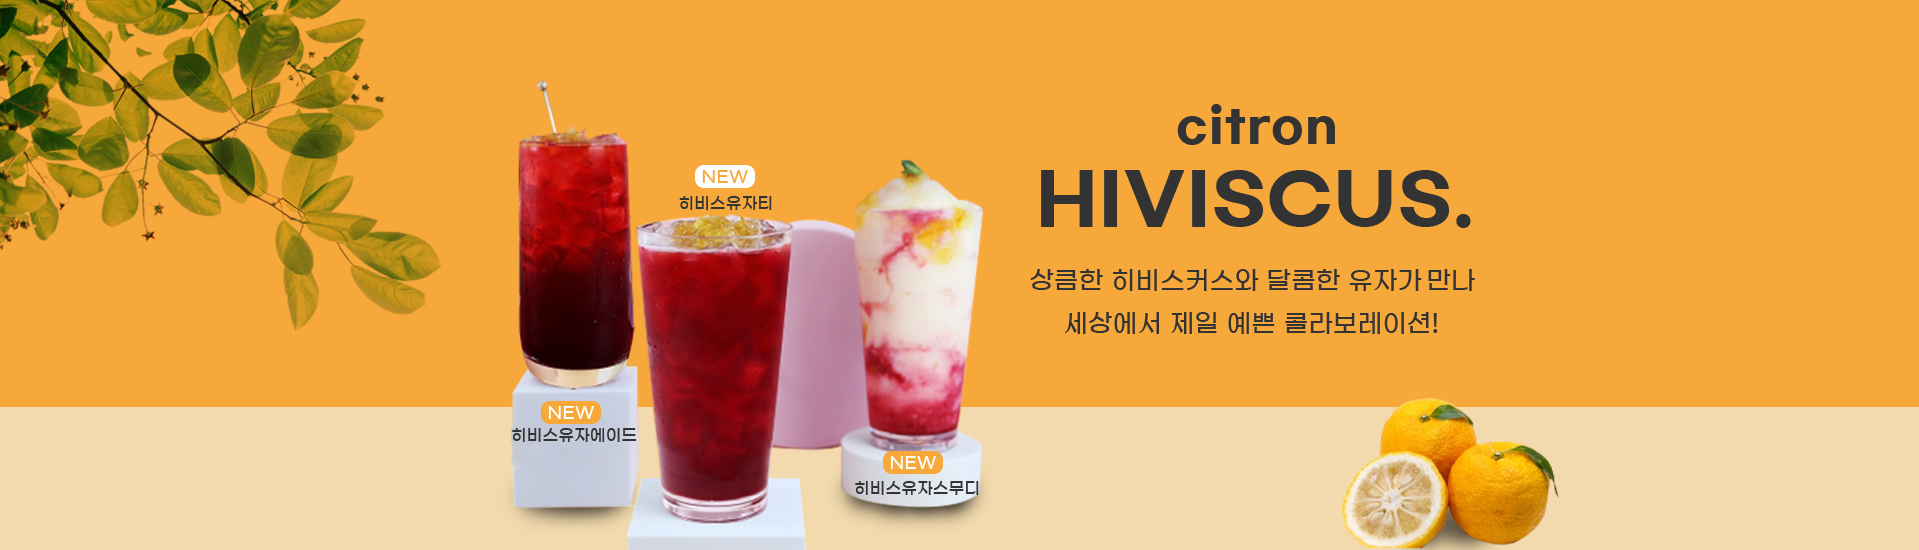 citron
HIVISCUS.
상큼한 히비스커스와 달콤한 유자가 만나
세상에서 제일 예쁜 콜라보레이션!
NEW
히비스유자티
NEW
히비스유자에이드
NEW
히비스유자스무디